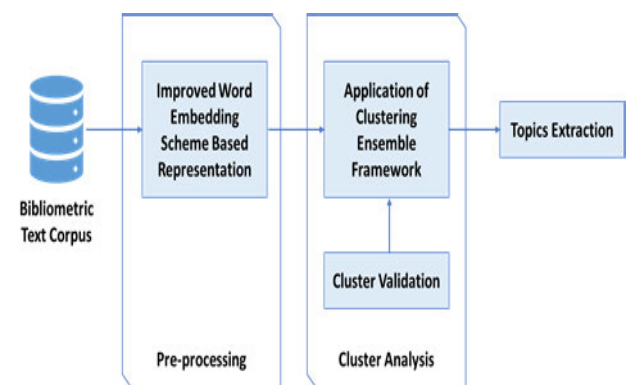 Bibliometric
Text Corpus
Improved Word
Embedding
Scheme Based
Representation
Pre-processing
Application of
Clustering
Ensemble
Framework
Cluster Validation
Cluster Analysis
Topics Extraction